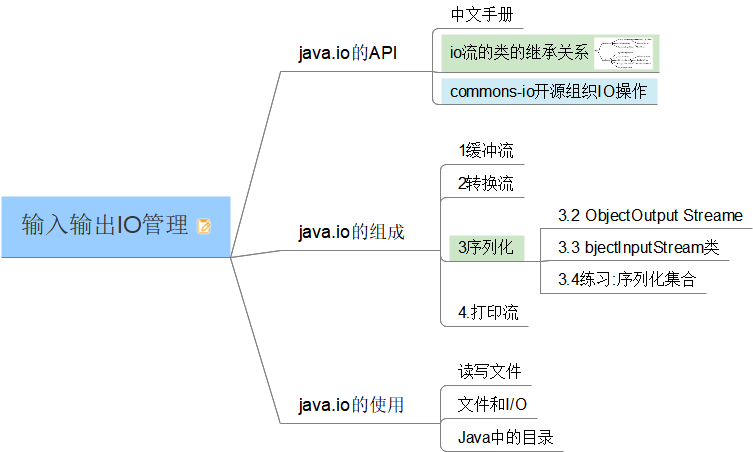 输入输出IO管理
java.io的API
中文手册
io流的类的继承关系
commons-io开源组织IO操作
java.io的组成
1缓冲流
2转换流
3序列化
3.2 ObjectOutput Streame
3.3 bjectInputStream类
3.4练习:序列化集合
4.打印流
java.io的使用
读写文件
文件和I/O
Java中的目录